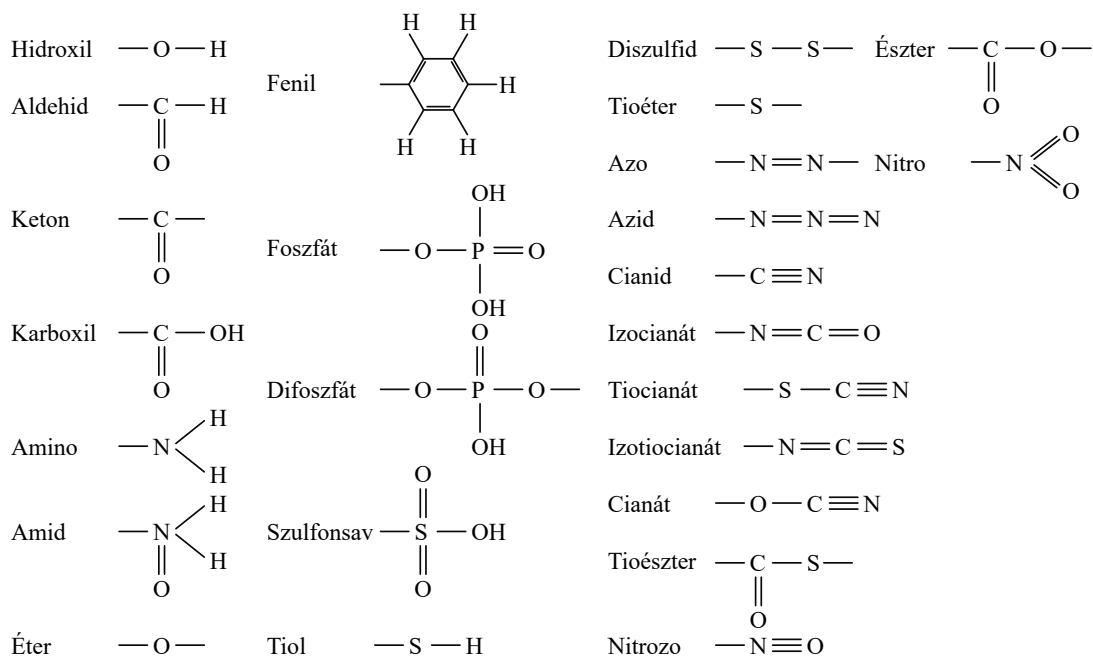 Hidroxil —O—H
Aldehid —C—H
O
Keton —C—
O
Karboxil —C—OH
O
Amino —N
H
H
Amid —N
H
H
O
Éter —O—
Fenil
H H
H
H H
Foszfát —O—P=O
OH
OH
Difoszfát —O—P—O—
O
OH
Szulfonsav —S—OH
O
O
Tiol —S—H
Diszulfid —S—S—
Tioéter —S—
Azo —N=N—
Azid —N=N=N
Cianid —C≡N
Izocianát —N=C=O
Tiocianát —S—C≡N
Izotiocianát —N=C=S
Cianát —O—C≡N
Tioészter —C—S—
O
Nitrozo —N≡O
Észter —C—O—
O
Nitro —N
O
O